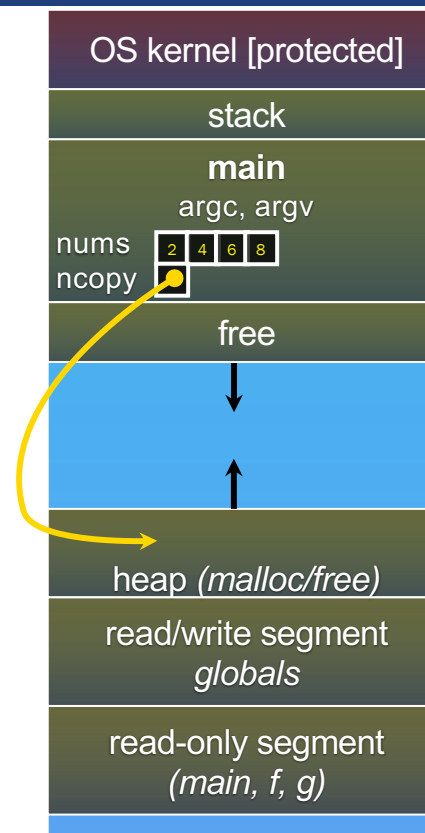 OS kernel [protected]
stack
main
argc, argv
nums 2 4 6 8
ncopy
free
heap (malloc/free)
read/write segment
globals
read-only segment
(main, f, g)